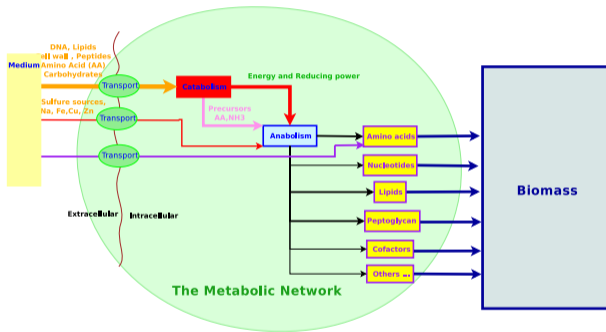 DNA, Lipids
ell wall , Peptides
Amino Acid (AA)
Carbohydrates
Medium
Transport
Catabolism
Energy and Reducing power
Sulfure sources,
Na, Fe,Cu, Zn
Transport
Precursors
AA,NH3
Anabolism
Amino acids
Transport
Nucleotides
Lipids
Biomass
Extracellular
Intracellular
Peptoglycan
Cofactors
Others ...
The Metabolic Network